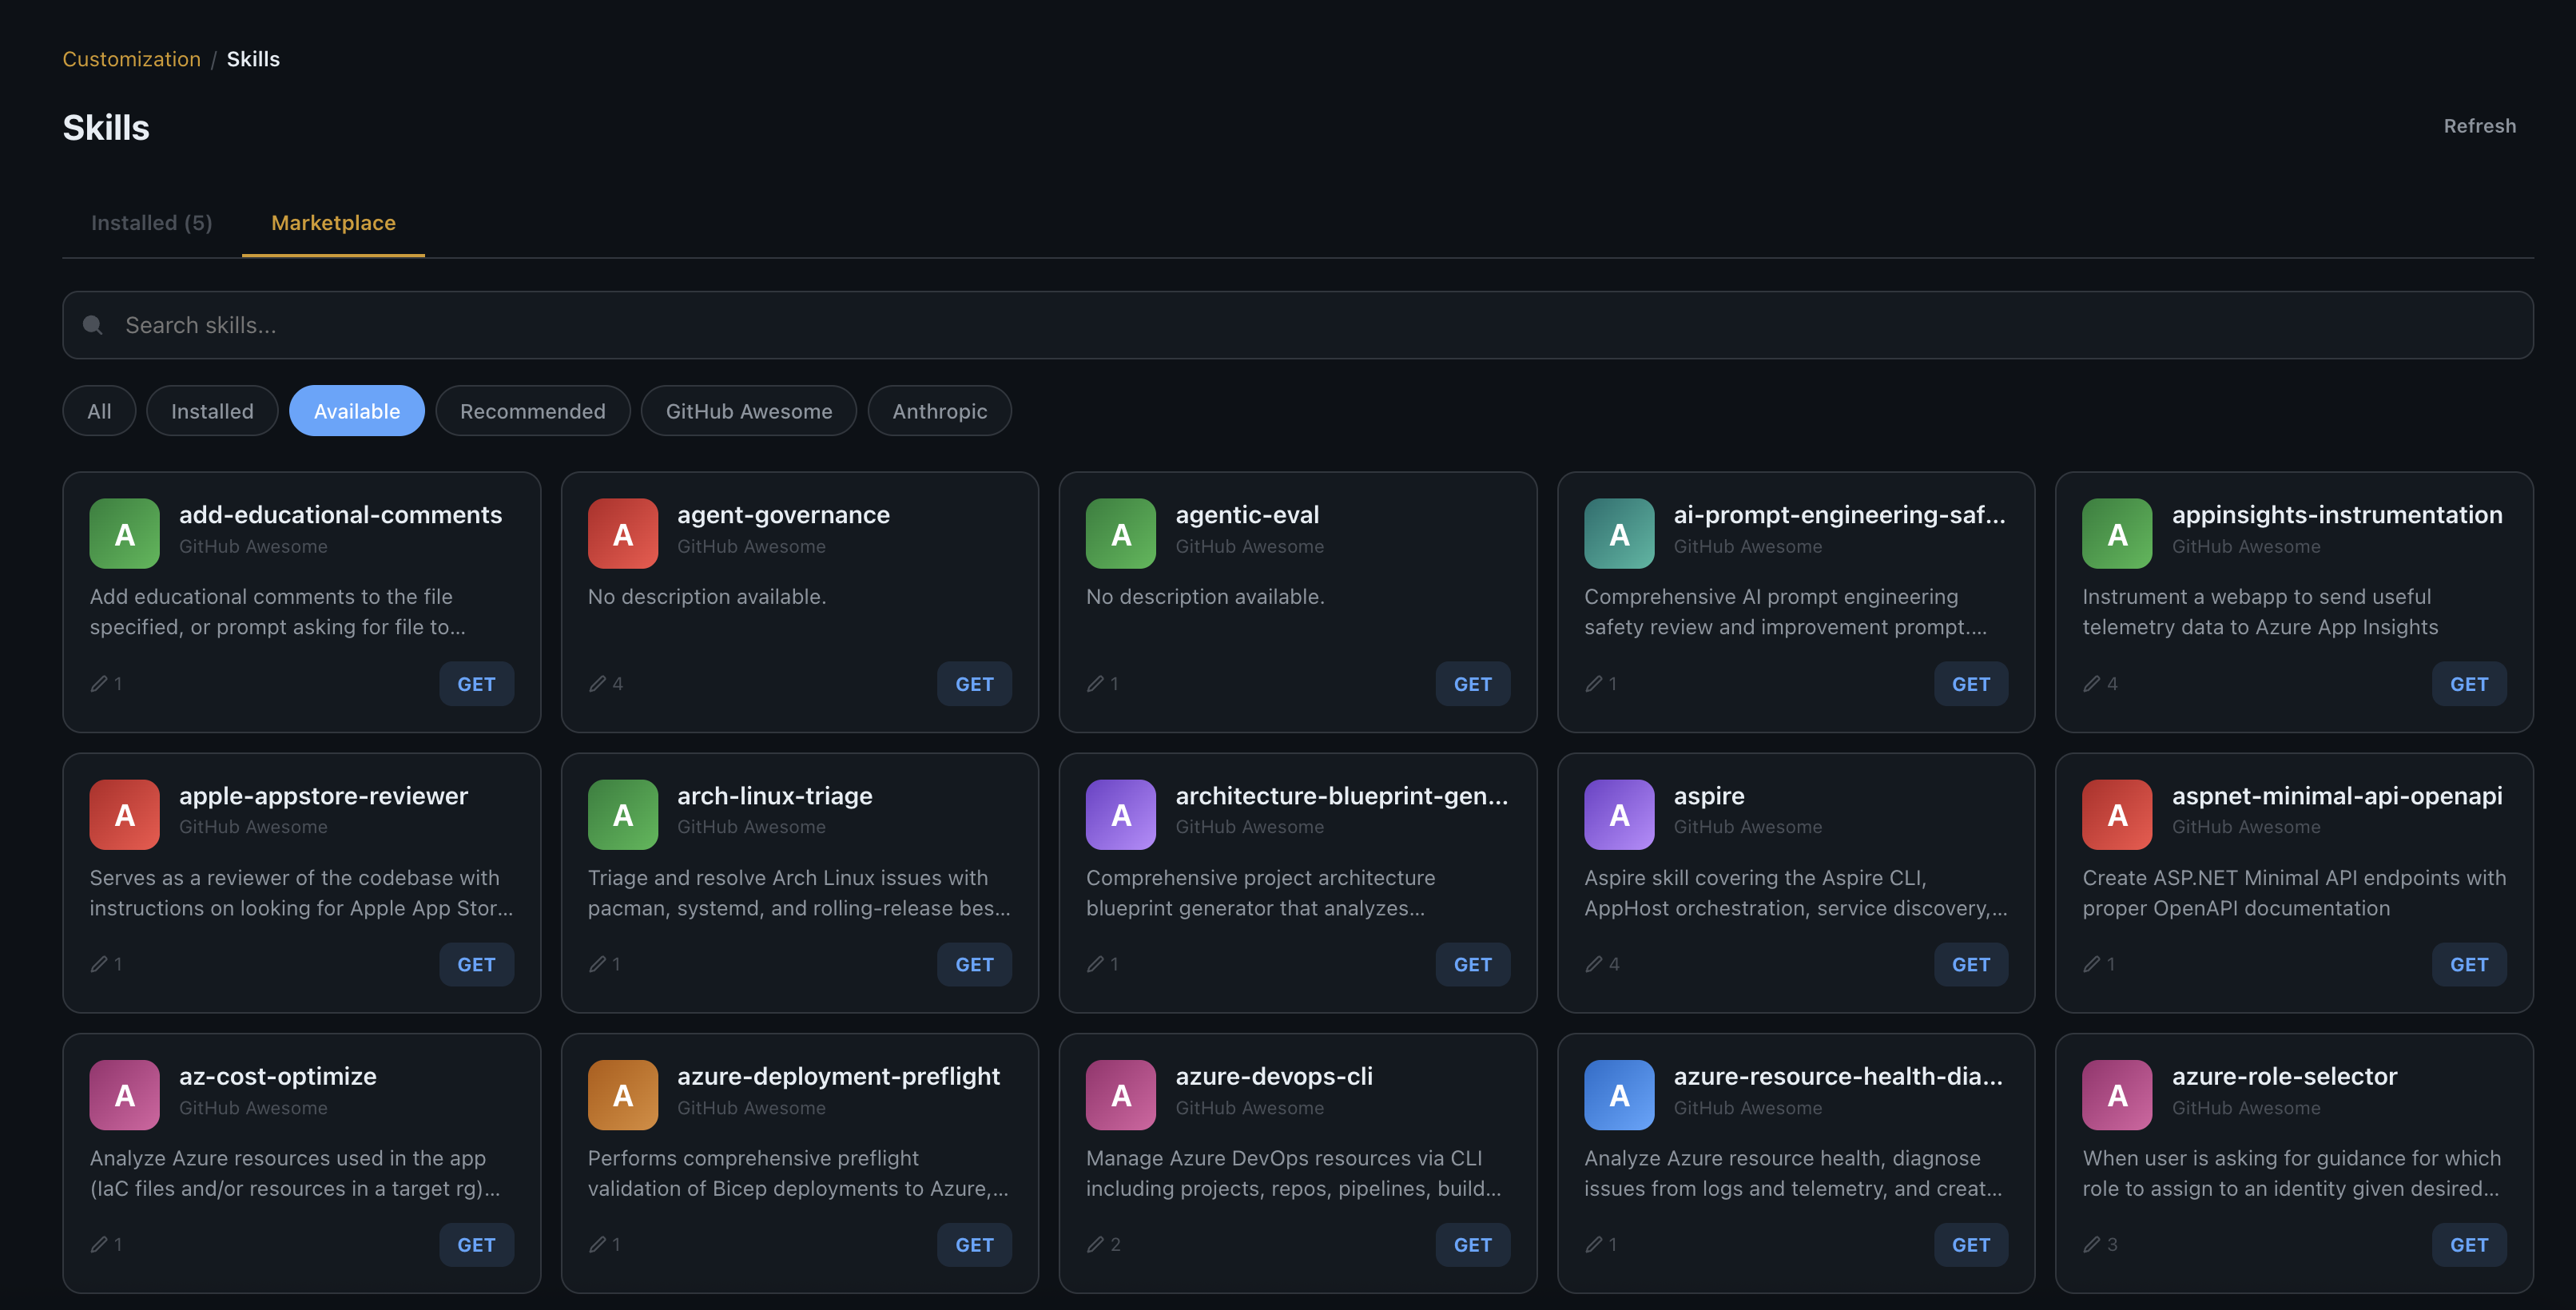 Customization / Skills
Skills
Refresh
Installed (5)
Marketplace
Search skills...
All
Installed
Available
Recommended
GitHub Awesome
Anthropic
A
add-educational-comments
GitHub Awesome
Add educational comments to the file
specified, or prompt asking for file to...
1
GET
A
agent-governance
GitHub Awesome
No description available.
4
GET
A
agentic-eval
GitHub Awesome
No description available.
1
GET
A
ai-prompt-engineering-saf...
GitHub Awesome
Comprehensive AI prompt engineering
safety review and improvement prompt....
1
GET
A
appinsights-instrumentation
GitHub Awesome
Instrument a webapp to send useful
telemetry data to Azure App Insights
4
GET
A
apple-appstore-reviewer
GitHub Awesome
Serves as a reviewer of the codebase with
instructions on looking for Apple App Stor...
1
GET
A
arch-linux-triage
GitHub Awesome
Triage and resolve Arch Linux issues with
pacman, systemd, and rolling-release bes...
1
GET
A
architecture-blueprint-gen...
GitHub Awesome
Comprehensive project architecture
blueprint generator that analyzes...
1
GET
A
aspire
GitHub Awesome
Aspire skill covering the Aspire CLI,
AppHost orchestration, service discovery,...
4
GET
A
aspnet-minimal-api-openapi
GitHub Awesome
Create ASP.NET Minimal API endpoints with
proper OpenAPI documentation
1
GET
A
az-cost-optimize
GitHub Awesome
Analyze Azure resources used in the app
(IaC files and/or resources in a target rg)...
1
GET
A
azure-deployment-preflight
GitHub Awesome
Performs comprehensive preflight
validation of Bicep deployments to Azure,...
1
GET
A
azure-devops-cli
GitHub Awesome
Manage Azure DevOps resources via CLI
including projects, repos, pipelines, build...
2
GET
A
azure-resource-health-dia...
GitHub Awesome
Analyze Azure resource health, diagnose
issues from logs and telemetry, and creat...
1
GET
A
azure-role-selector
GitHub Awesome
When user is asking for guidance for which
role to assign to an identity given desired...
3
GET